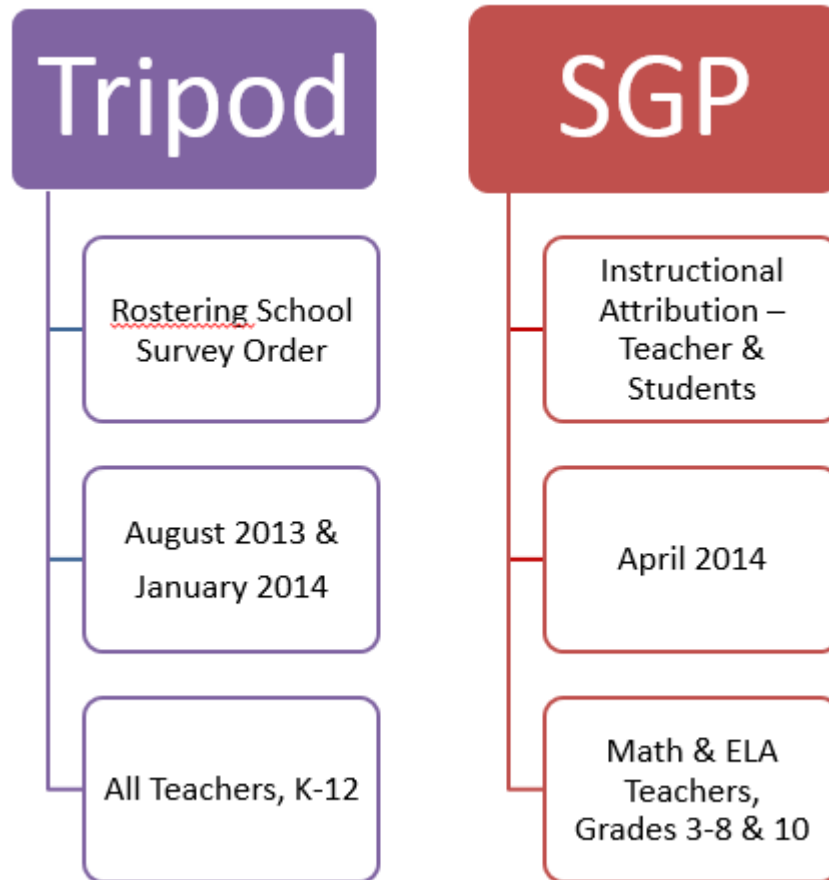 Tripod
Rostering School
Survey Order
August 2013 &
January 2014
All Teachers, K-12
SGP
Instructional
Attribution –
Teacher &
Students
April 2014
Math & ELA
Teachers,
Grades 3-8 & 10